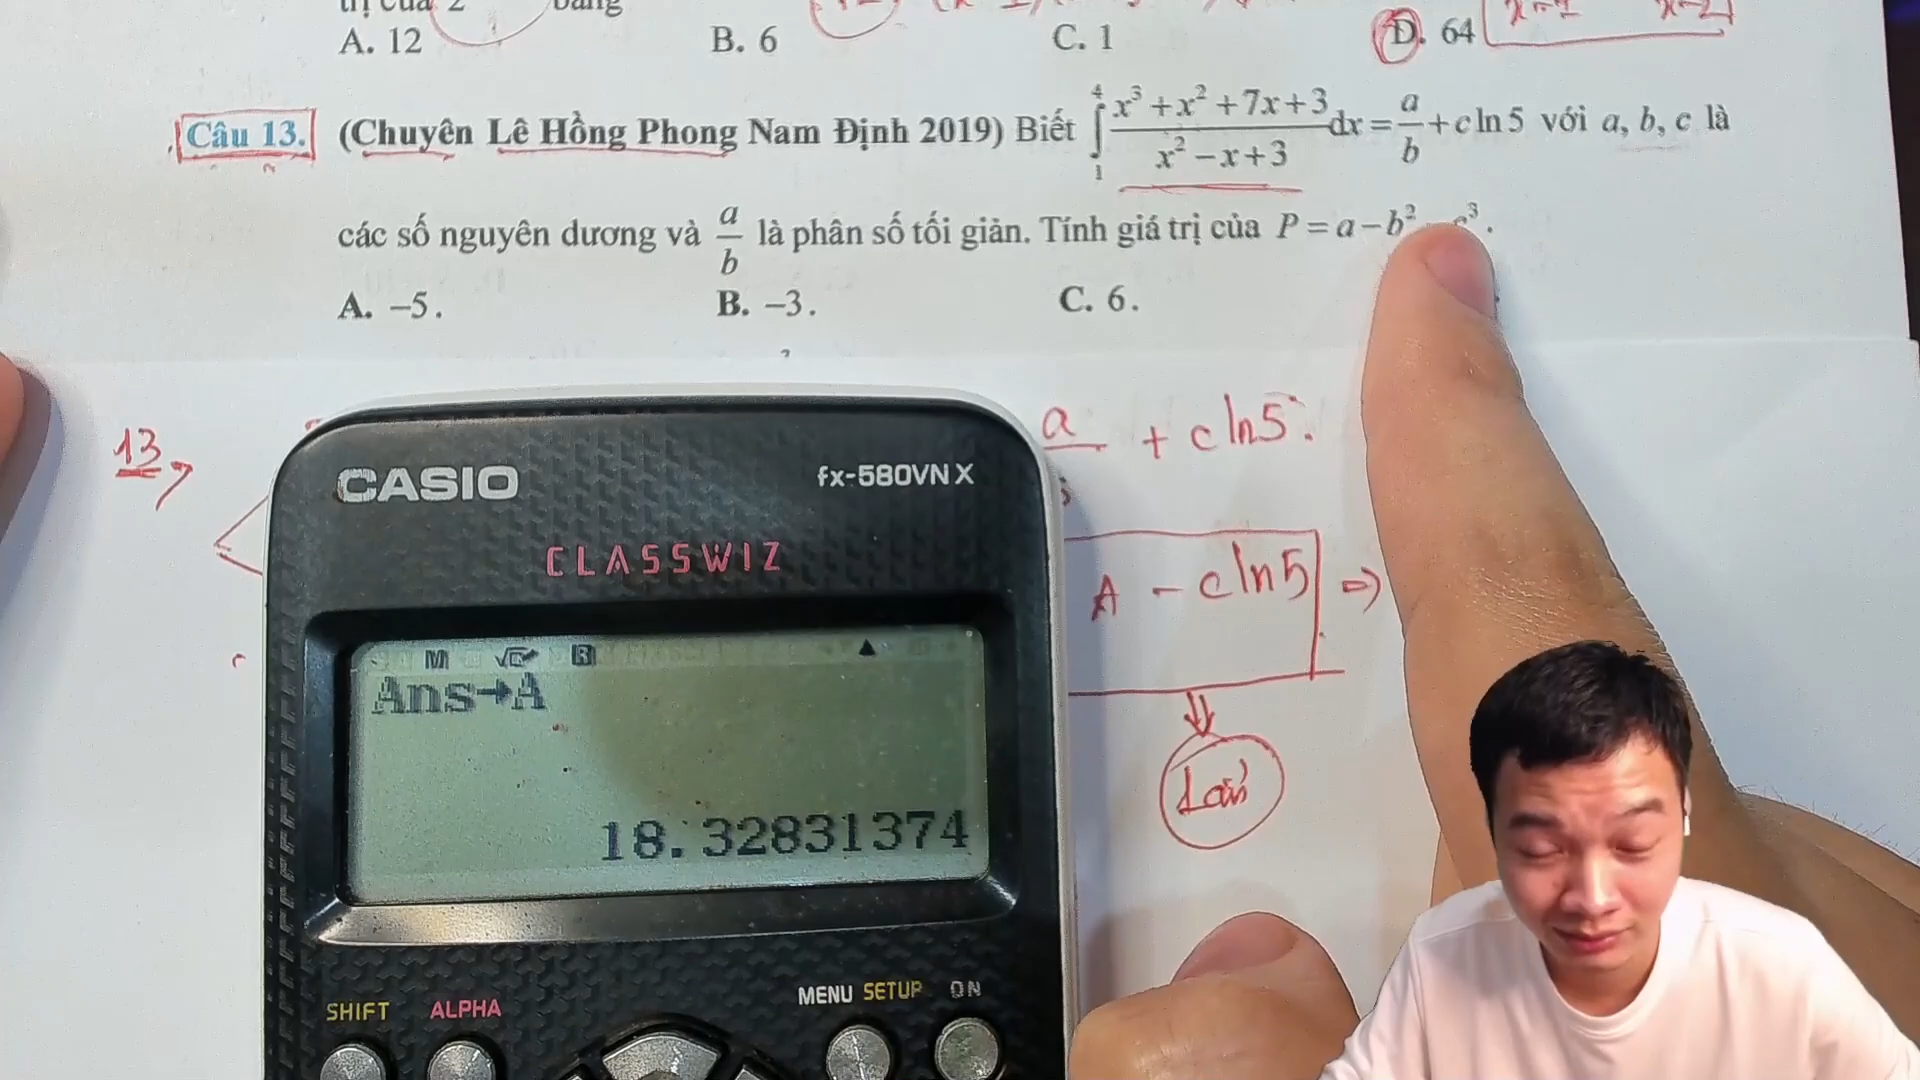 A. 12 B. 6 C. 1 D. 64
Câu 13. (Chuyên Lê Hồng Phong Nam Định 2019) Biết ∫₁⁴ (x³ + x² + 7x + 3)/(x² − x + 3) dx = a/b + c ln 5 với a, b, c là
các số nguyên dương và a/b là phân số tối giản. Tính giá trị của P = a − b² c³.
A. −5. B. −3. C. 6.
13
a + c ln5.
A − c ln5 ⇒
CASIO fx-580VN X
CLASSWIZ
M √ R ▲
Ans→A
18.32831374
SHIFT ALPHA MENU SETUP ON